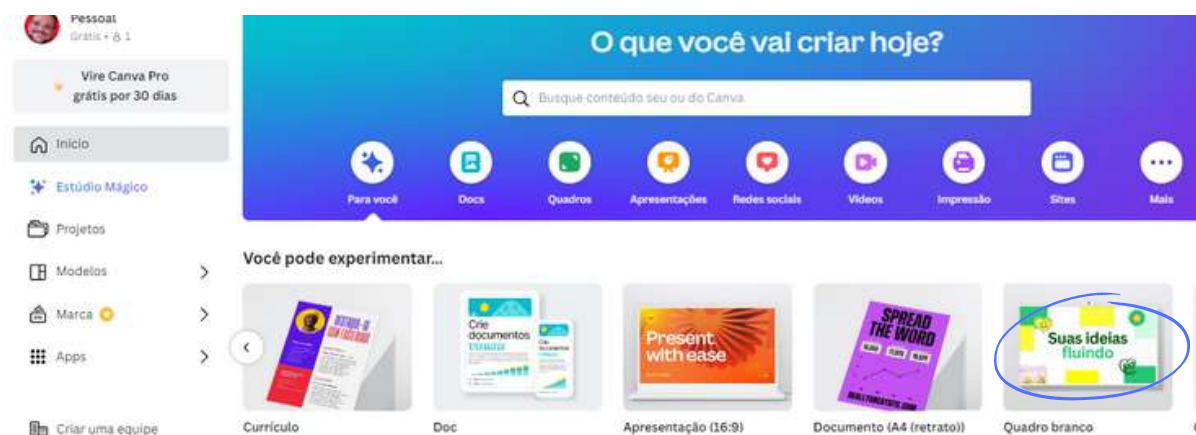 Pessoal
Grátis • 1
Vire Canva Pro
grátis por 30 dias
Início
Estúdio Mágico
Projetos
Modelos
Marca
Apps
Criar uma equipe
O que você vai criar hoje?
Busque conteúdo seu ou do Canva
Para você
Docs
Quadros
Apresentações
Redes sociais
Vídeos
Impressão
Sites
Mais
Você pode experimentar...
Crie
documentos
Present
with ease
SPREAD
THE WORD
Suas ideias
fluindo
Currículo
Doc
Apresentação (16:9)
Documento (A4 (retrato))
Quadro branco